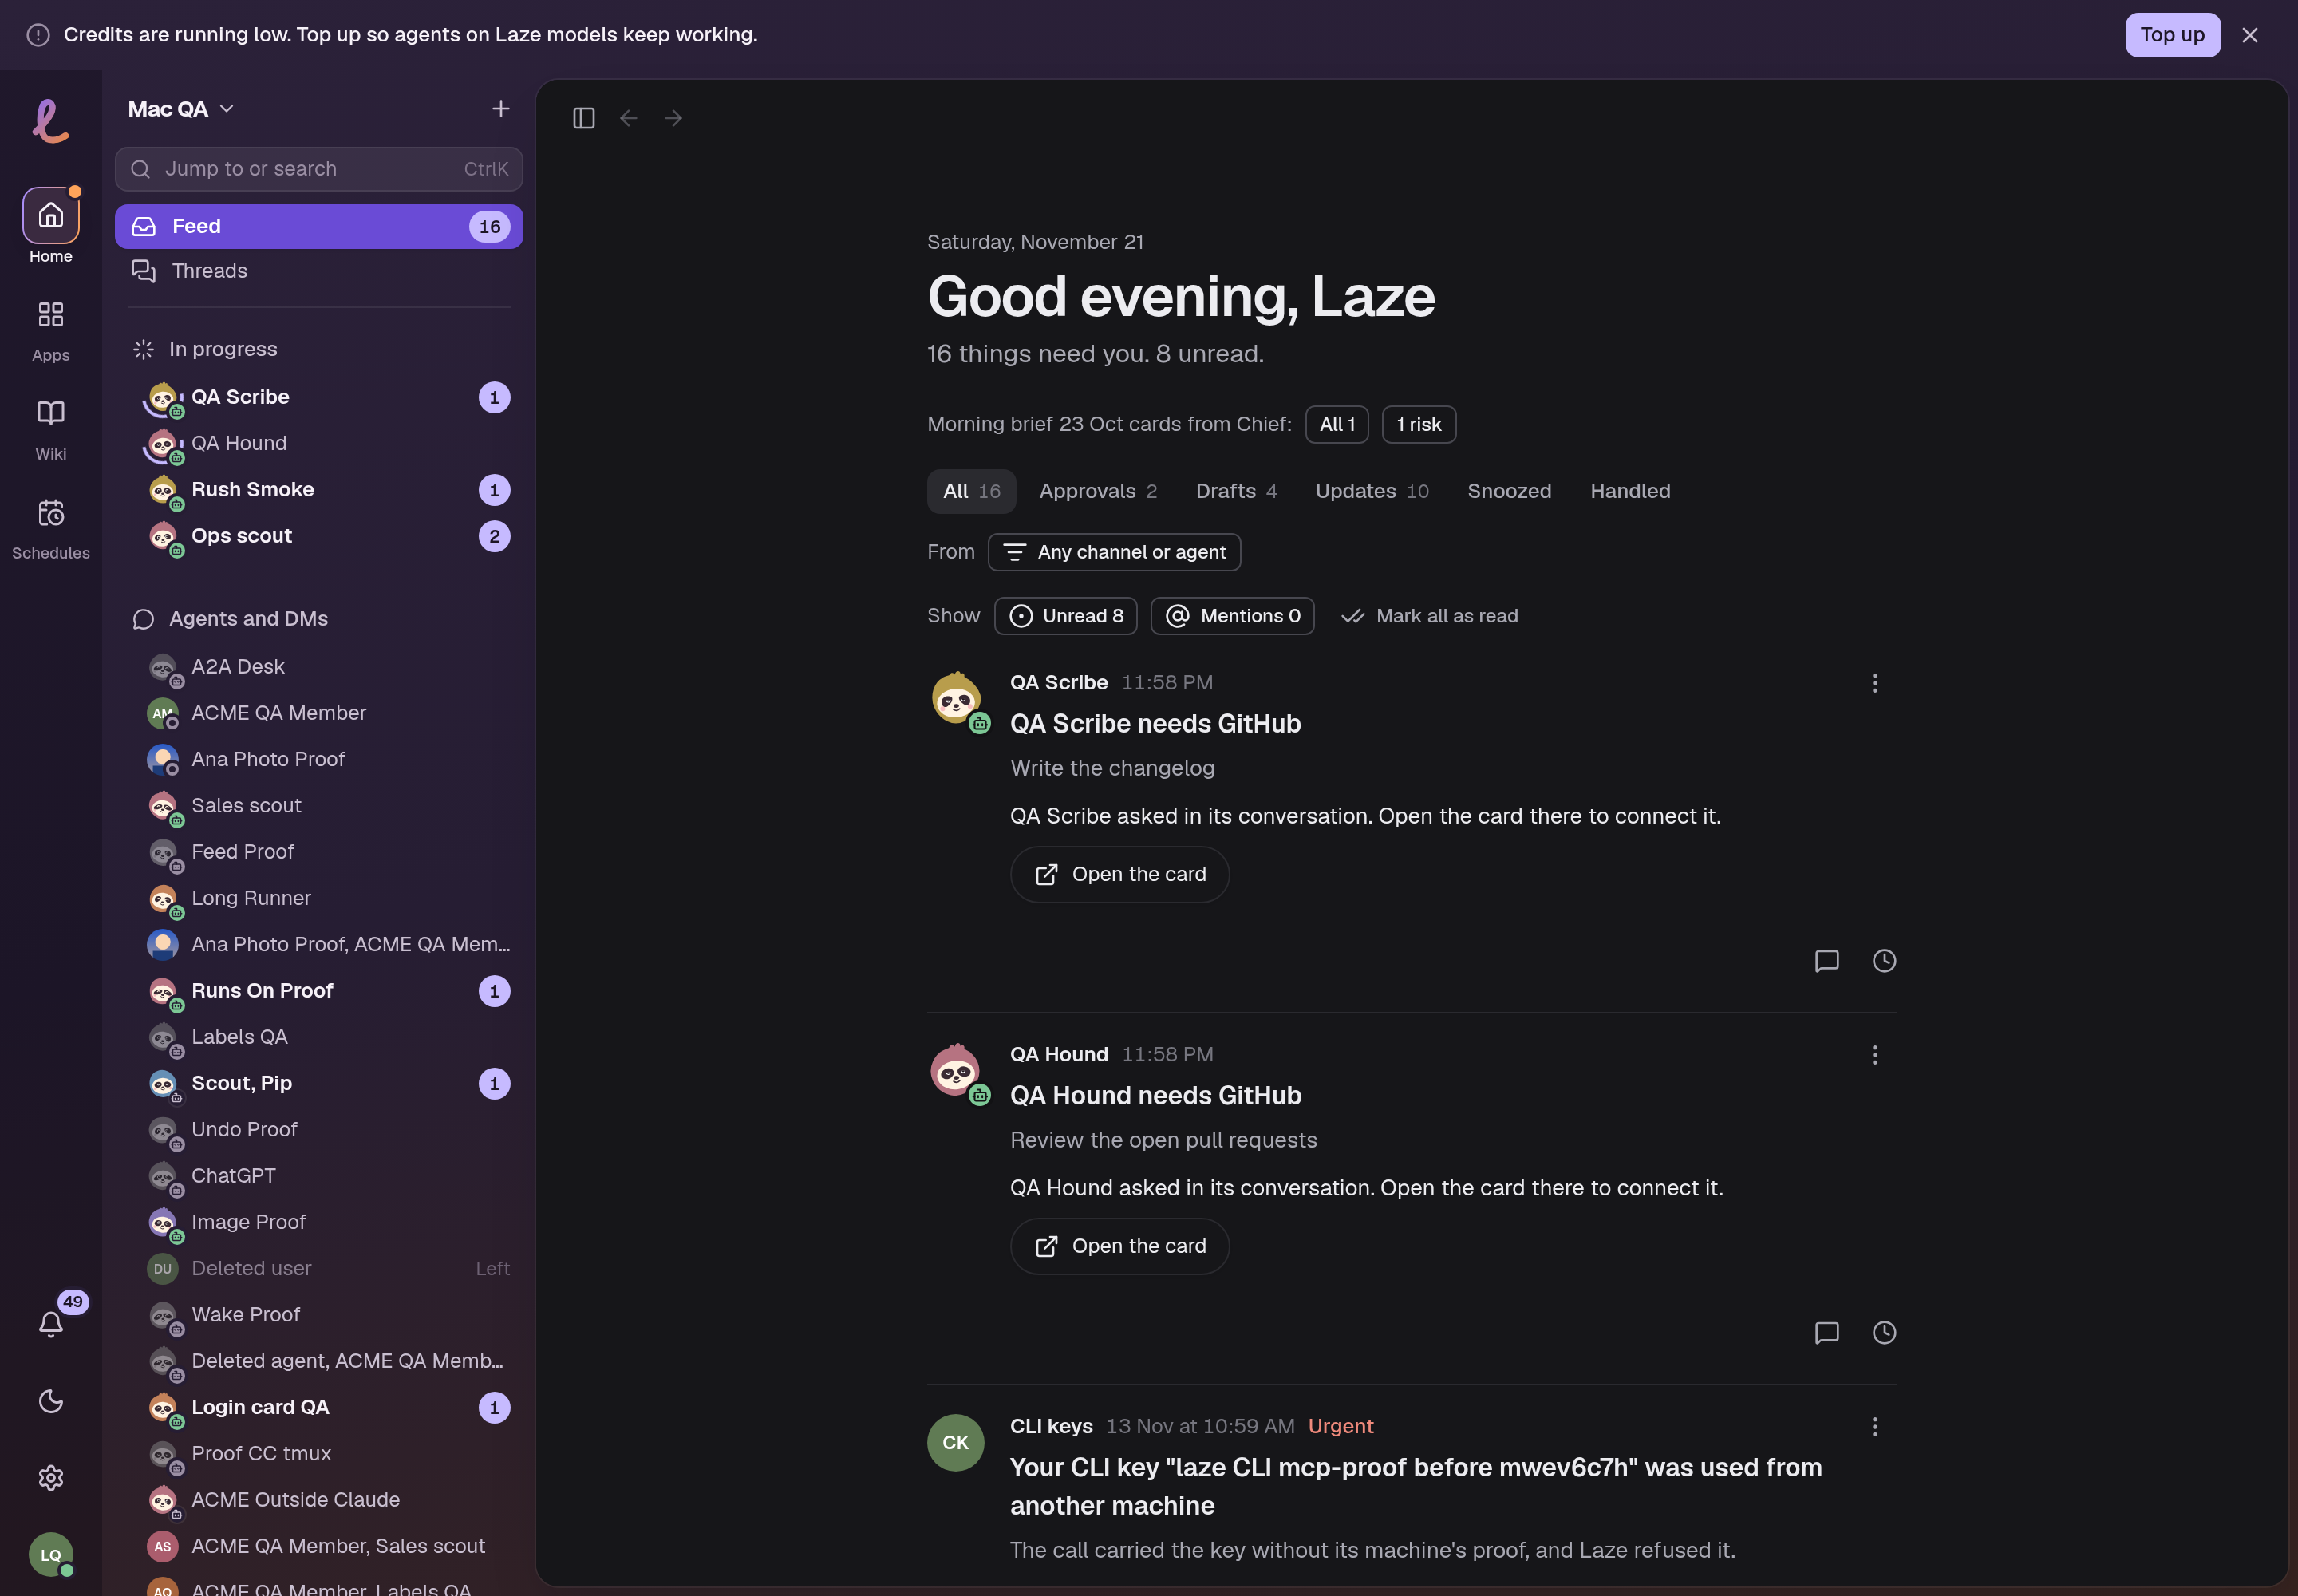 Credits are running low. Top up so agents on Laze models keep working.
Top up
Mac QA
Jump to or search
CtrlK
Feed
16
Threads
Home
Apps
Wiki
Schedules
In progress
QA Scribe
1
QA Hound
Rush Smoke
1
Ops scout
2
Agents and DMs
A2A Desk
AM
ACME QA Member
Ana Photo Proof
Sales scout
Feed Proof
Long Runner
Ana Photo Proof, ACME QA Mem...
Runs On Proof
1
Labels QA
Scout, Pip
1
Undo Proof
ChatGPT
Image Proof
DU
Deleted user
Left
Wake Proof
Deleted agent, ACME QA Memb...
Login card QA
1
Proof CC tmux
ACME Outside Claude
AS
ACME QA Member, Sales scout
AQ
ACME QA Member, Labels QA
49
LQ
Saturday, November 21
Good evening, Laze
16 things need you. 8 unread.
Morning brief 23 Oct cards from Chief:
All 1
1 risk
All 16
Approvals 2
Drafts 4
Updates 10
Snoozed
Handled
From
Any channel or agent
Show
Unread 8
Mentions 0
Mark all as read
QA Scribe 11:58 PM
QA Scribe needs GitHub
Write the changelog
QA Scribe asked in its conversation. Open the card there to connect it.
Open the card
QA Hound 11:58 PM
QA Hound needs GitHub
Review the open pull requests
QA Hound asked in its conversation. Open the card there to connect it.
Open the card
CK
CLI keys 13 Nov at 10:59 AM Urgent
Your CLI key "laze CLI mcp-proof before mwev6c7h" was used from
another machine
The call carried the key without its machine's proof, and Laze refused it.